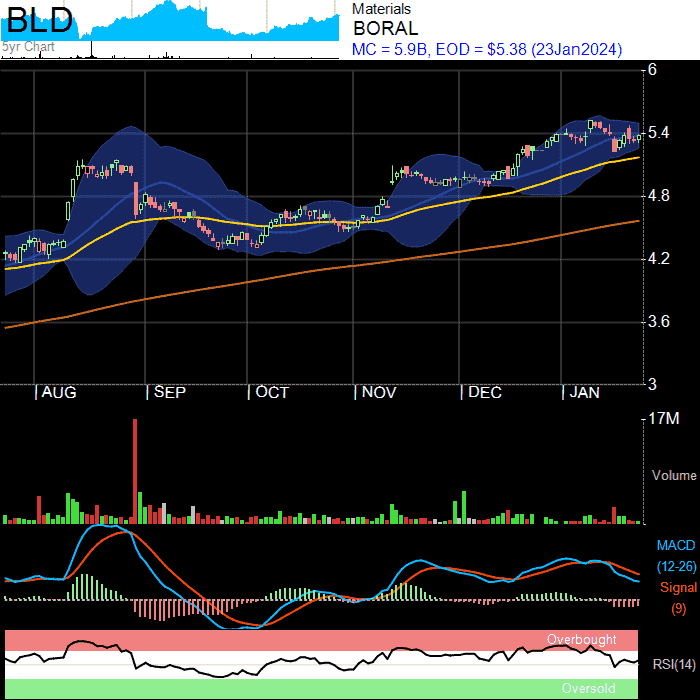 BLD
5yr Chart
Materials
BORAL
MC = 5.9B, EOD = $5.38 (23Jan2024)
6
5.4
4.8
4.2
3.6
3
AUG SEP OCT NOV DEC JAN
17M
Volume
MACD
(12-26)
Signal
(9)
Overbought
RSI(14)
Oversold